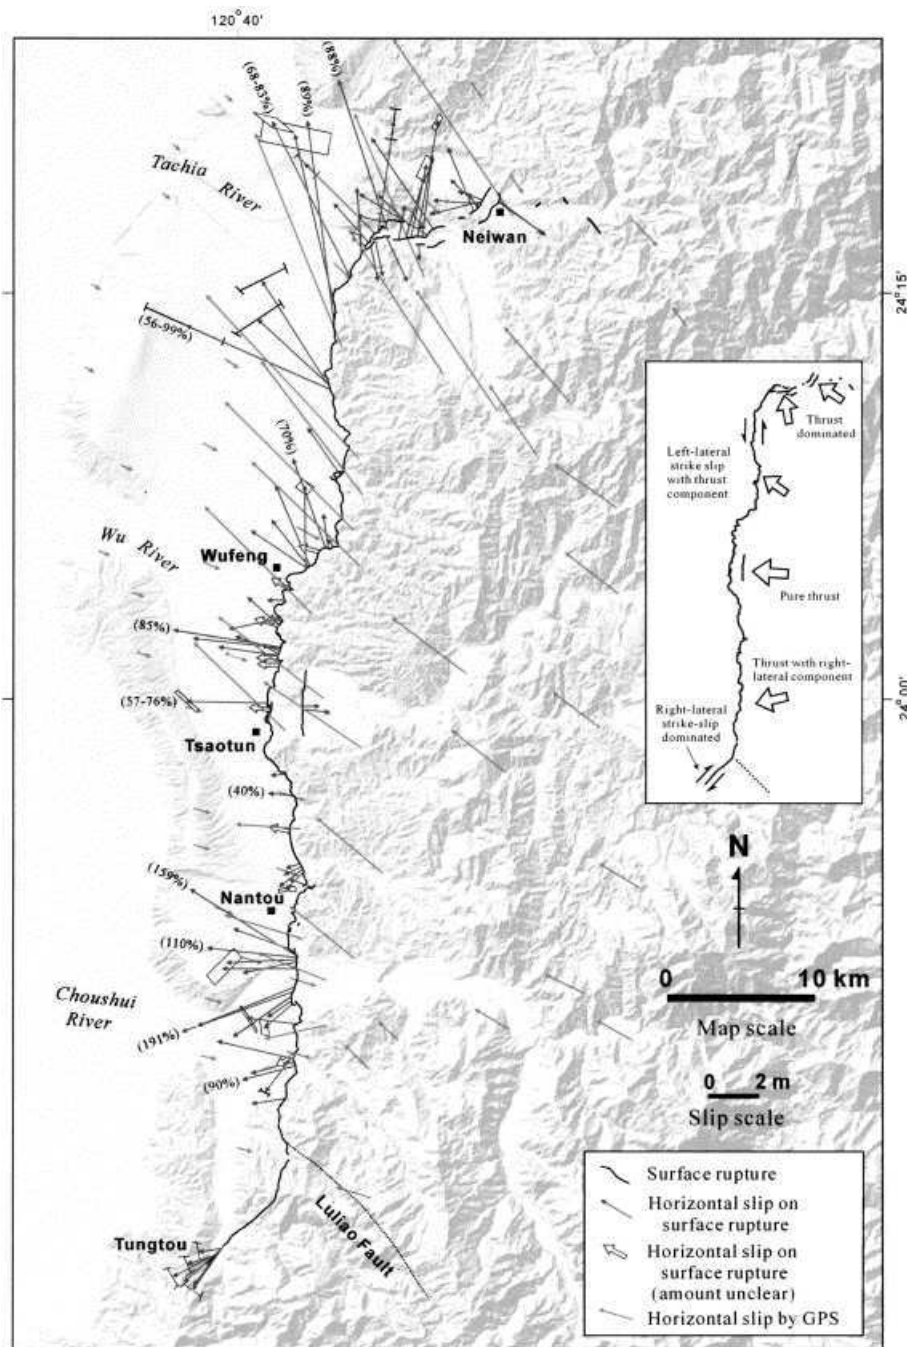 120°40'
(68-83%)
(89%)
(88%)
Tachia
River
Neiwan
24°15'
(56-99%)
(70%)
Thrust
dominated
Left-lateral
strike slip
with thrust
component
Pure thrust
Thrust with right-
lateral component
Right-lateral
strike-slip
dominated
Wu River
Wufeng
(85%)
(57-76%)
24°00'
Tsaotun
(40%)
(159%)
Nantou
(110%)
Choushui
River
(191%)
(90%)
N
0 10 km
Map scale
0 2 m
Slip scale
Luliao Fault
Tungtou
Surface rupture
Horizontal slip on
surface rupture
Horizontal slip on
surface rupture
(amount unclear)
Horizontal slip by GPS